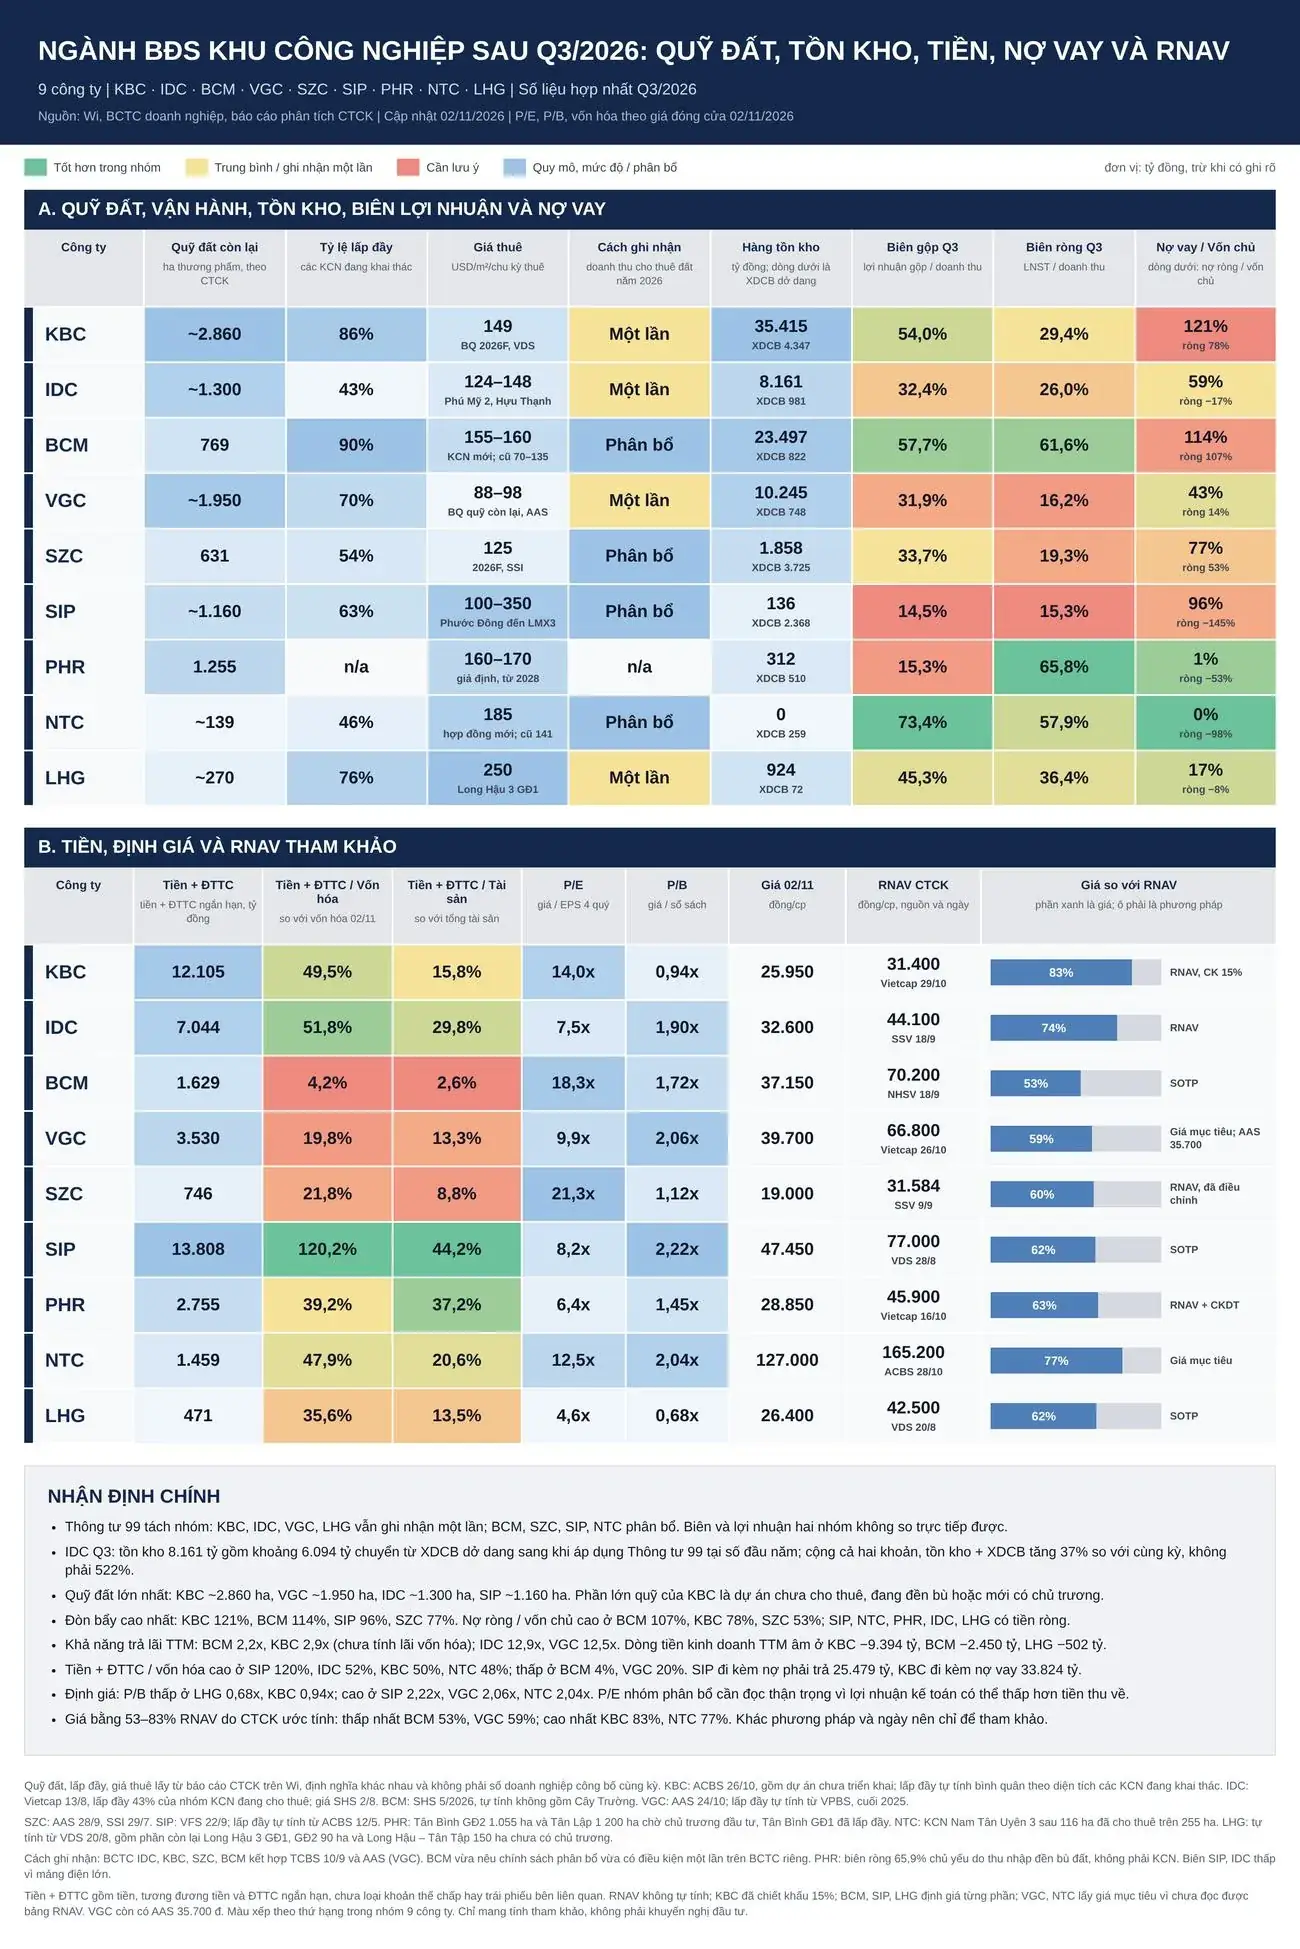 NGÀNH BĐS KHU CÔNG NGHIỆP SAU Q3/2026: QUỸ ĐẤT, TỒN KHO, TIỀN, NỢ VAY VÀ RNAV
9 công ty | KBC · IDC · BCM · VGC · SZC · SIP · PHR · NTC · LHG | Số liệu hợp nhất Q3/2026
Nguồn: Wi, BCTC doanh nghiệp, báo cáo phân tích CTCK | Cập nhật 02/11/2026 | P/E, P/B, vốn hóa theo giá đóng cửa 02/11/2026
Tốt hơn trong nhóm Trung bình / ghi nhận một lần Cần lưu ý Quy mô, mức độ / phân bổ đơn vị: tỷ đồng, trừ khi có ghi rõ
A. QUỸ ĐẤT, VẬN HÀNH, TỒN KHO, BIÊN LỢI NHUẬN VÀ NỢ VAY
Công ty Quỹ đất còn lại Tỷ lệ lấp đầy Giá thuê Cách ghi nhận Hàng tồn kho Biên gộp Q3 Biên ròng Q3 Nợ vay / Vốn chủ
ha thương phẩm, theo CTCK các KCN đang khai thác USD/m²/chu kỳ thuê doanh thu cho thuê đất năm 2026 tỷ đồng; dòng dưới là XDCB dở dang lợi nhuận gộp / doanh thu LNST / doanh thu dòng dưới: nợ ròng / vốn chủ
KBC ~2.860 86% 149 Một lần 35.415 54,0% 29,4% 121%
BQ 2026F, VDS XDCB 4.347 ròng 78%
IDC ~1.300 43% 124–148 Một lần 8.161 32,4% 26,0% 59%
Phú Mỹ 2, Hựu Thạnh XDCB 981 ròng −17%
BCM 769 90% 155–160 Phân bổ 23.497 57,7% 61,6% 114%
KCN mới; cũ 70–135 XDCB 822 ròng 107%
VGC ~1.950 70% 88–98 Một lần 10.245 31,9% 16,2% 43%
BQ quỹ còn lại, AAS XDCB 748 ròng 14%
SZC 631 54% 125 Phân bổ 1.858 33,7% 19,3% 77%
2026F, SSI XDCB 3.725 ròng 53%
SIP ~1.160 63% 100–350 Phân bổ 136 14,5% 15,3% 96%
Phước Đông đến LMX3 XDCB 2.368 ròng −145%
PHR 1.255 n/a 160–170 n/a 312 15,3% 65,8% 1%
giả định, từ 2028 XDCB 510 ròng −53%
NTC ~139 46% 185 Phân bổ 0 73,4% 57,9% 0%
hợp đồng mới; cũ 141 XDCB 259 ròng −98%
LHG ~270 76% 250 Một lần 924 45,3% 36,4% 17%
Long Hậu 3 GĐ1 XDCB 72 ròng −8%
B. TIỀN, ĐỊNH GIÁ VÀ RNAV THAM KHẢO
Công ty Tiền + ĐTTC Tiền + ĐTTC / Vốn hóa Tiền + ĐTTC / Tài sản P/E P/B Giá 02/11 RNAV CTCK Giá so với RNAV
tiền + ĐTTC ngắn hạn, tỷ đồng so với vốn hóa 02/11 so với tổng tài sản giá / EPS 4 quý giá / sổ sách đồng/cp đồng/cp, nguồn và ngày phần xanh là giá; ô phải là phương pháp
KBC 12.105 49,5% 15,8% 14,0x 0,94x 25.950 31.400 83% RNAV, CK 15%
Vietcap 29/10
IDC 7.044 51,8% 29,8% 7,5x 1,90x 32.600 44.100 74% RNAV
SSV 18/9
BCM 1.629 4,2% 2,6% 18,3x 1,72x 37.150 70.200 53% SOTP
NHSV 18/9
VGC 3.530 19,8% 13,3% 9,9x 2,06x 39.700 66.800 59% Giá mục tiêu; AAS 35.700
Vietcap 26/10
SZC 746 21,8% 8,8% 21,3x 1,12x 19.000 31.584 60% RNAV, đã điều chỉnh
SSV 9/9
SIP 13.808 120,2% 44,2% 8,2x 2,22x 47.450 77.000 62% SOTP
VDS 28/8
PHR 2.755 39,2% 37,2% 6,4x 1,45x 28.850 45.900 63% RNAV + CKDT
Vietcap 16/10
NTC 1.459 47,9% 20,6% 12,5x 2,04x 127.000 165.200 77% Giá mục tiêu
ACBS 28/10
LHG 471 35,6% 13,5% 4,6x 0,68x 26.400 42.500 62% SOTP
VDS 20/8
NHẬN ĐỊNH CHÍNH
• Thông tư 99 tách nhóm: KBC, IDC, VGC, LHG vẫn ghi nhận một lần; BCM, SZC, SIP, NTC phân bổ. Biên và lợi nhuận hai nhóm không so trực tiếp được.
• IDC Q3: tồn kho 8.161 tỷ gồm khoảng 6.094 tỷ chuyển từ XDCB dở dang sang khi áp dụng Thông tư 99 tại số đầu năm; cộng cả hai khoản, tồn kho + XDCB tăng 37% so với cùng kỳ, không
phải 522%.
• Quỹ đất lớn nhất: KBC ~2.860 ha, VGC ~1.950 ha, IDC ~1.300 ha, SIP ~1.160 ha. Phần lớn quỹ của KBC là dự án chưa cho thuê, đang đền bù hoặc mới có chủ trương.
• Đòn bẩy cao nhất: KBC 121%, BCM 114%, SIP 96%, SZC 77%. Nợ ròng / vốn chủ cao ở BCM 107%, KBC 78%, SZC 53%; SIP, NTC, PHR, IDC, LHG có tiền ròng.
• Khả năng trả lãi TTM: BCM 2,2x, KBC 2,9x (chưa tính lãi vốn hóa); IDC 12,9x, VGC 12,5x. Dòng tiền kinh doanh TTM âm ở KBC −9.394 tỷ, BCM −2.450 tỷ, LHG −502 tỷ.
• Tiền + ĐTTC / vốn hóa cao ở SIP 120%, IDC 52%, KBC 50%, NTC 48%; thấp ở BCM 4%, VGC 20%. SIP đi kèm nợ phải trả 25.479 tỷ, KBC đi kèm nợ vay 33.824 tỷ.
• Định giá: P/B thấp ở LHG 0,68x, KBC 0,94x; cao ở SIP 2,22x, VGC 2,06x, NTC 2,04x. P/E nhóm phân bổ cần đọc thận trọng vì lợi nhuận kế toán có thể thấp hơn tiền thu về.
• Giá bằng 53–83% RNAV do CTCK ước tính: thấp nhất BCM 53%, VGC 59%; cao nhất KBC 83%, NTC 77%. Khác phương pháp và ngày nên chỉ để tham khảo.
Quỹ đất, lấp đầy, giá thuê lấy từ báo cáo CTCK trên Wi, định nghĩa khác nhau và không phải số doanh nghiệp công bố cùng kỳ. KBC: ACBS 26/10, gồm dự án chưa triển khai; lấp đầy tự tính bình quân theo diện tích các KCN đang khai thác. IDC:
Vietcap 13/8, lấp đầy 43% của nhóm KCN đang cho thuê; giá SHS 2/8. BCM: SHS 5/2026, tự tính không gồm Cây Trường. VGC: AAS 24/10; lấp đầy tự tính từ VPBS, cuối 2025.
SZC: AAS 28/9, SSI 29/7. SIP: VFS 22/9; lấp đầy tự tính từ ACBS 12/5. PHR: Tân Bình GĐ2 1.055 ha và Tân Lập 1 200 ha chờ chủ trương đầu tư, Tân Bình GĐ1 đã lấp đầy. NTC: KCN Nam Tân Uyên 3 sau 116 ha đã cho thuê trên 255 ha. LHG: tự
tính từ VDS 20/8, gồm phần còn lại Long Hậu 3 GĐ1, GĐ2 90 ha và Long Hậu – Tân Tập 150 ha chưa có chủ trương.
Cách ghi nhận: BCTC IDC, KBC, SZC, BCM kết hợp TCBS 10/9 và AAS (VGC). BCM vừa nêu chính sách phân bổ vừa có điều kiện một lần trên BCTC riêng. PHR: biên ròng 65,9% chủ yếu do thu nhập đền bù đất, không phải KCN. Biên SIP, IDC thấp
vì mảng điện lớn.
Tiền + ĐTTC gồm tiền, tương đương tiền và ĐTTC ngắn hạn, chưa loại khoản thế chấp hay trái phiếu bên liên quan. RNAV không tự tính; KBC đã chiết khấu 15%; BCM, SIP, LHG định giá từng phần; VGC, NTC lấy giá mục tiêu vì chưa đọc được
bảng RNAV. VGC còn có AAS 35.700 đ. Màu xếp theo thứ hạng trong nhóm 9 công ty. Chỉ mang tính tham khảo, không phải khuyến nghị đầu tư.